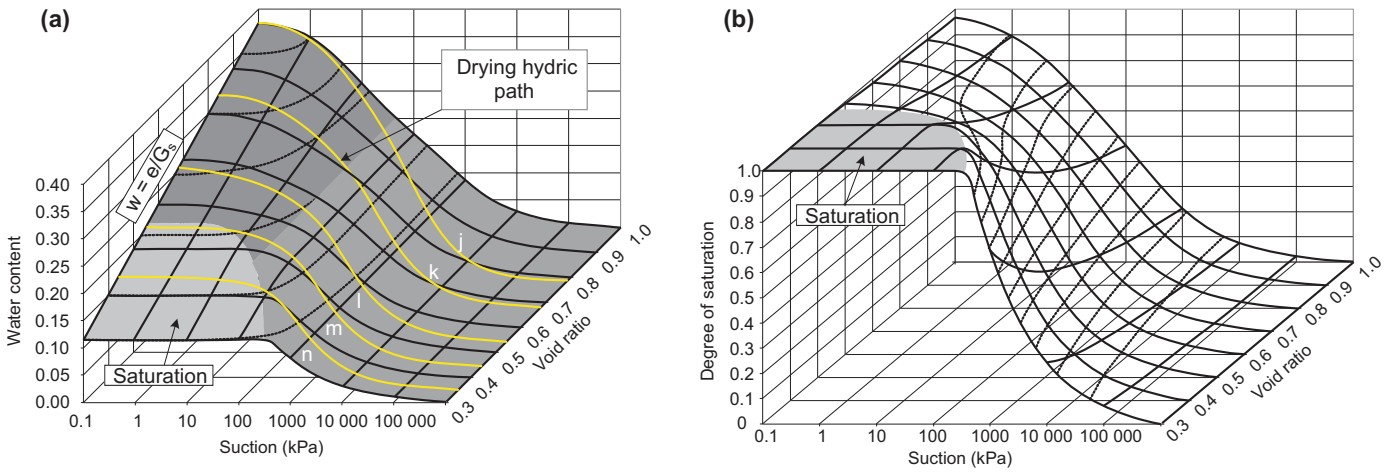 (a)
Drying hydric
path
w = e/Gs
0.40
0.35
0.30
0.25
0.20
0.15
0.10
0.05
0.00
Water content
Saturation
j
k
l
m
n
0.1
1
10
100
1000
10 000
100 000
Suction (kPa)
0.3
0.4
0.5
0.6
0.7
0.8
0.9
1.0
Void ratio
(b)
1.0
0.9
0.8
0.7
0.6
0.5
0.4
0.3
0.2
0.1
0
Degree of saturation
Saturation
0.1
1
10
100
1000
10 000
100 000
Suction (kPa)
0.3
0.4
0.5
0.6
0.7
0.8
0.9
1.0
Void ratio